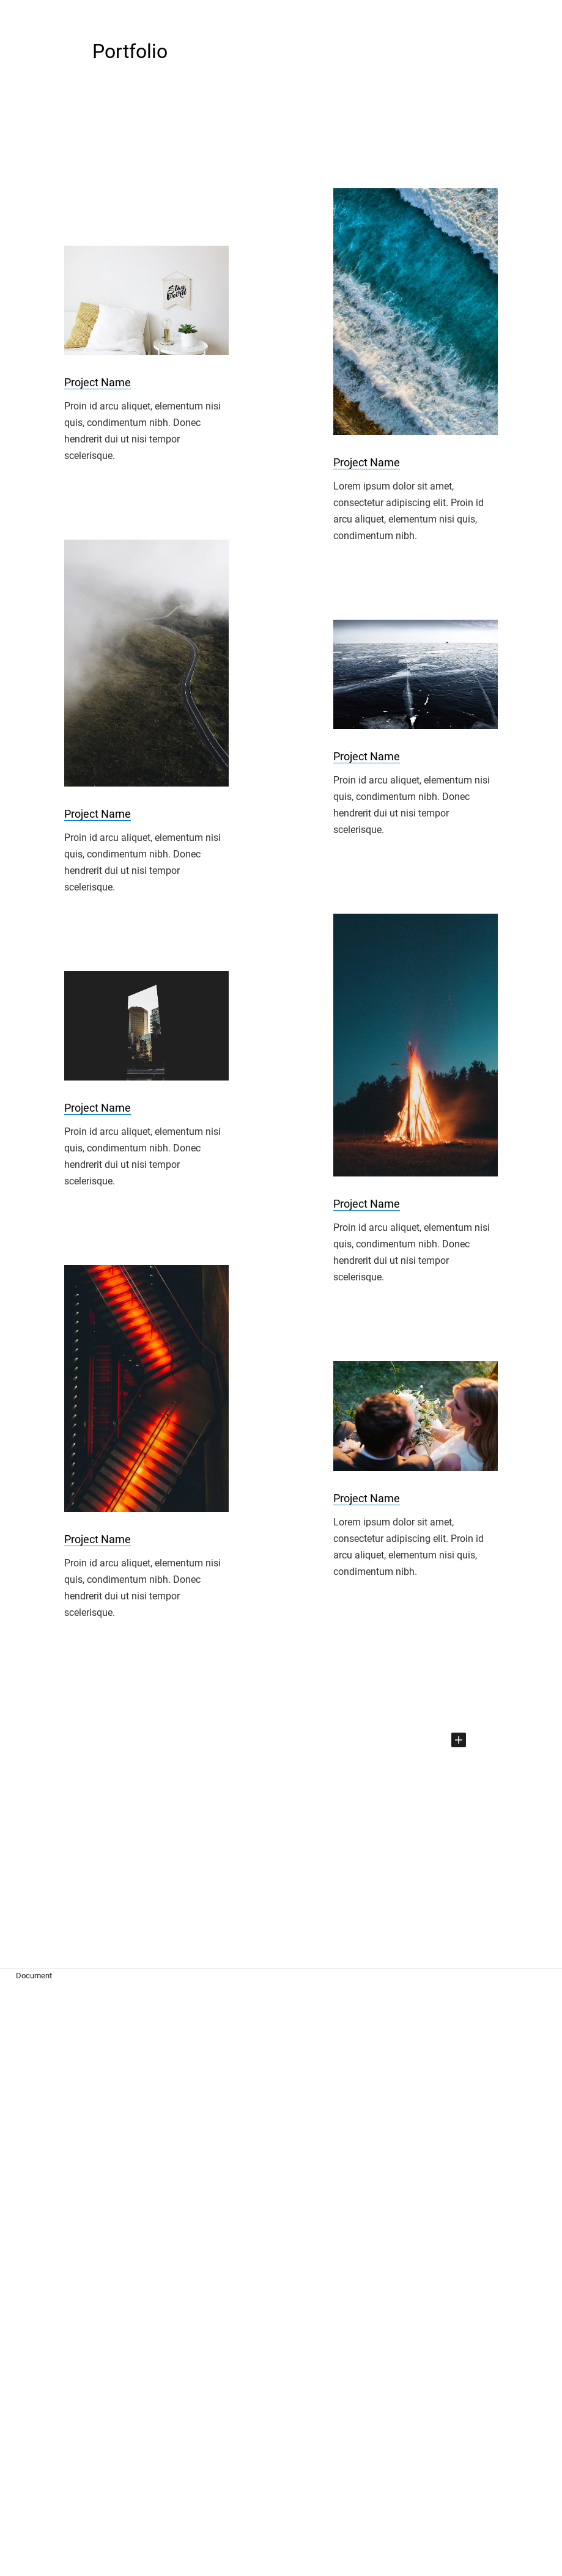 Portfolio
Stay
Weird
Project Name
Proin id arcu aliquet, elementum nisi
quis, condimentum nibh. Donec
hendrerit dui ut nisi tempor
scelerisque.
Project Name
Proin id arcu aliquet, elementum nisi
quis, condimentum nibh. Donec
hendrerit dui ut nisi tempor
scelerisque.
Project Name
Proin id arcu aliquet, elementum nisi
quis, condimentum nibh. Donec
hendrerit dui ut nisi tempor
scelerisque.
Project Name
Proin id arcu aliquet, elementum nisi
quis, condimentum nibh. Donec
hendrerit dui ut nisi tempor
scelerisque.
Project Name
Lorem ipsum dolor sit amet,
consectetur adipiscing elit. Proin id
arcu aliquet, elementum nisi quis,
condimentum nibh.
Project Name
Proin id arcu aliquet, elementum nisi
quis, condimentum nibh. Donec
hendrerit dui ut nisi tempor
scelerisque.
Project Name
Proin id arcu aliquet, elementum nisi
quis, condimentum nibh. Donec
hendrerit dui ut nisi tempor
scelerisque.
Project Name
Lorem ipsum dolor sit amet,
consectetur adipiscing elit. Proin id
arcu aliquet, elementum nisi quis,
condimentum nibh.
Document